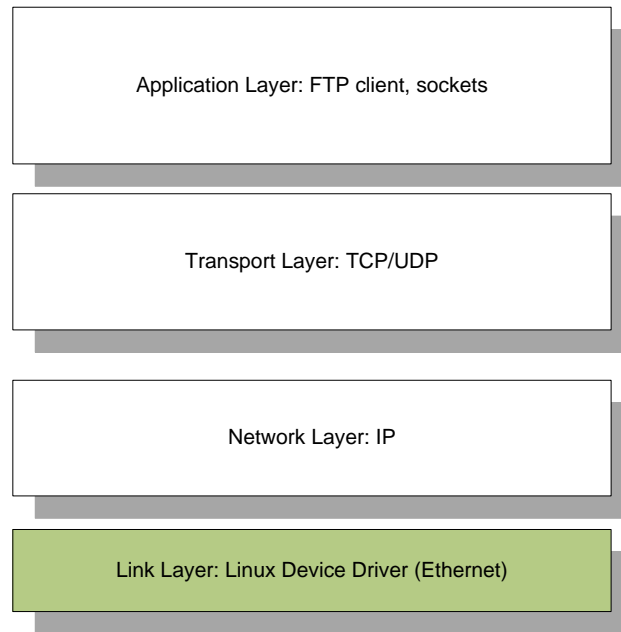 Application Layer: FTP client, sockets
Transport Layer: TCP/UDP
Network Layer: IP
Link Layer: Linux Device Driver (Ethernet)